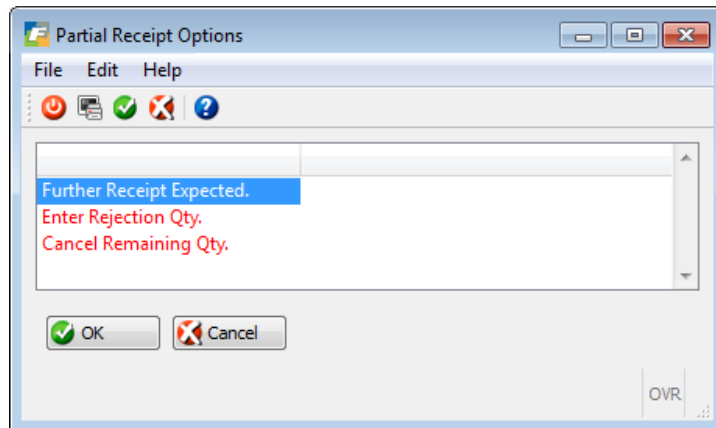 Partial Receipt Options
File Edit Help
Further Receipt Expected.
Enter Rejection Qty.
Cancel Remaining Qty.
OK Cancel
OVR